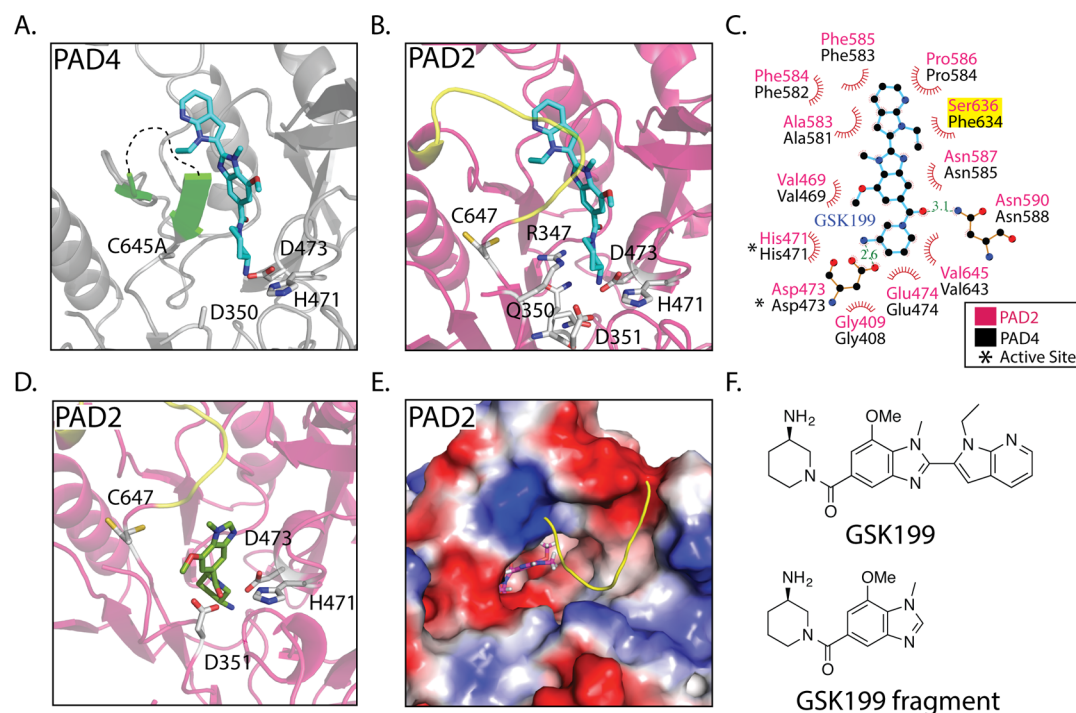 A.
PAD4
C645A
D473
H471
D350
B.
PAD2
C647
R347
D473
H471
Q350
D351
C.
Phe585
Phe583
Pro586
Pro584
Phe584
Phe582
Ser636
Phe634
Ala583
Ala581
Asn587
Asn585
Val469
Val469
Asn590
Asn588
GSK199
3.1
His471
* His471
2.6
Val645
Val643
Asp473
* Asp473
Glu474
Glu474
Gly409
Gly408
PAD2
PAD4
* Active Site
D.
PAD2
C647
D473
H471
D351
E.
PAD2
F.
NH2
OMe
N
N
N
N
N
O
GSK199
NH2
OMe
N
N
N
O
GSK199 fragment